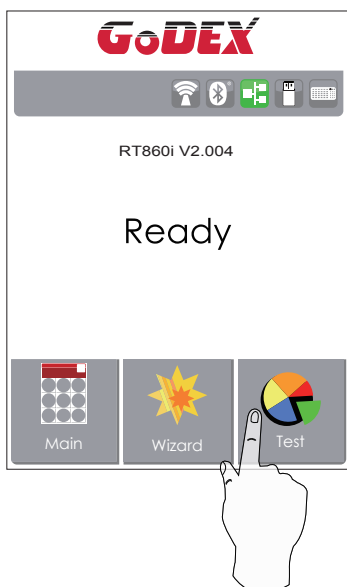 GoDEX
RT860i V2.004
Ready
Main
Wizard
Test